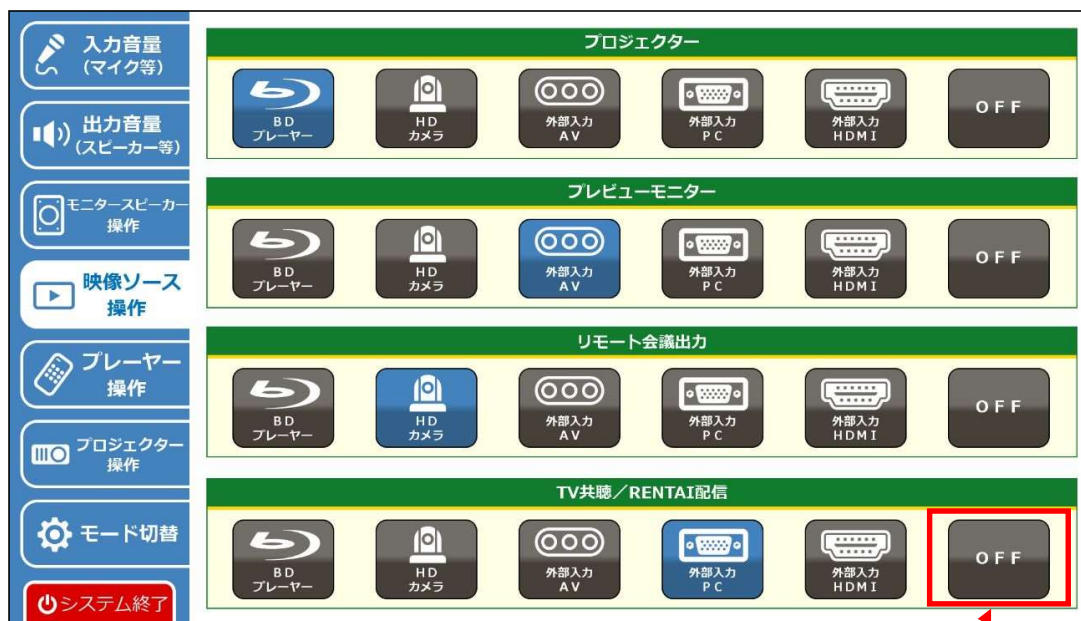 入力音量
(マイク等)
出力音量
(スピーカー等)
モニタースピーカー
操作
映像ソース
操作
プレーヤー
操作
プロジェクター
操作
モード切替
システム終了
プロジェクター
BD
プレーヤー
HD
カメラ
外部入力
AV
外部入力
PC
外部入力
HDMI
OFF
プレビューモニター
BD
プレーヤー
HD
カメラ
外部入力
AV
外部入力
PC
外部入力
HDMI
OFF
リモート会議出力
BD
プレーヤー
HD
カメラ
外部入力
AV
外部入力
PC
外部入力
HDMI
OFF
TV共聴／RENTAI配信
BD
プレーヤー
HD
カメラ
外部入力
AV
外部入力
PC
外部入力
HDMI
OFF